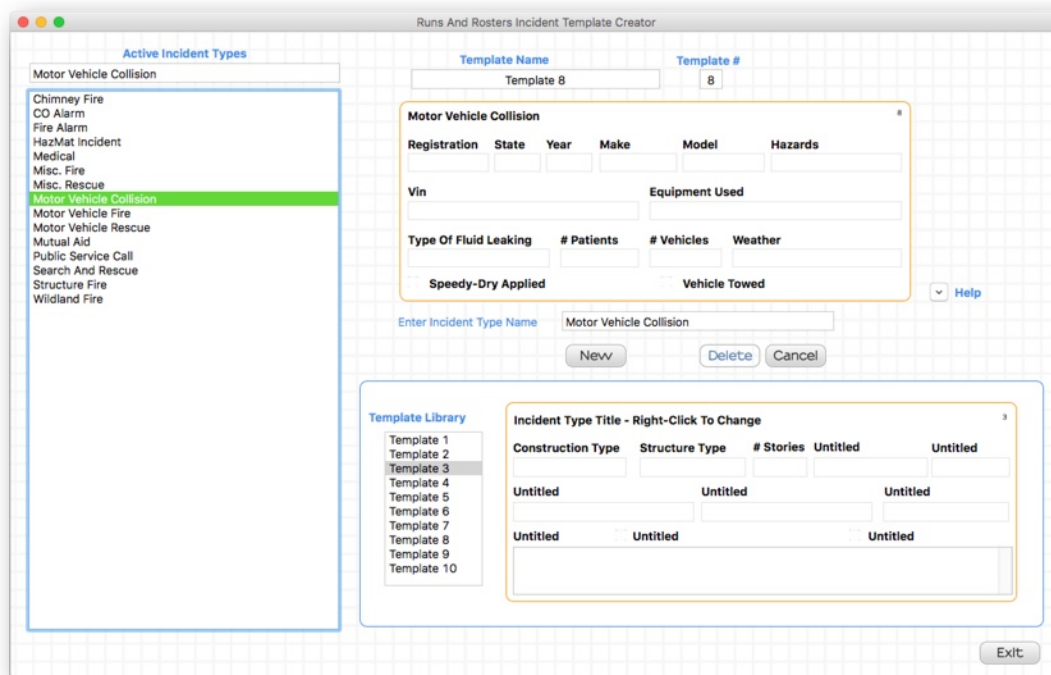 Runs And Rosters Incident Template Creator
Active Incident Types
Motor Vehicle Collision
Chimney Fire
CO Alarm
Fire Alarm
HazMat Incident
Medical
Misc. Fire
Misc. Rescue
Motor Vehicle Collision
Motor Vehicle Fire
Motor Vehicle Rescue
Mutual Aid
Public Service Call
Search And Rescue
Structure Fire
Wildland Fire
Template Name Template #
Template 8 8
Motor Vehicle Collision 8
Registration State Year Make Model Hazards
Vin Equipment Used
Type Of Fluid Leaking # Patients # Vehicles Weather
Speedy-Dry Applied Vehicle Towed
Help
Enter Incident Type Name Motor Vehicle Collision
New Delete Cancel
Template Library
Template 1
Template 2
Template 3
Template 4
Template 5
Template 6
Template 7
Template 8
Template 9
Template 10
Incident Type Title - Right-Click To Change 3
Construction Type Structure Type # Stories Untitled Untitled
Untitled Untitled Untitled
Untitled Untitled Untitled
Exit